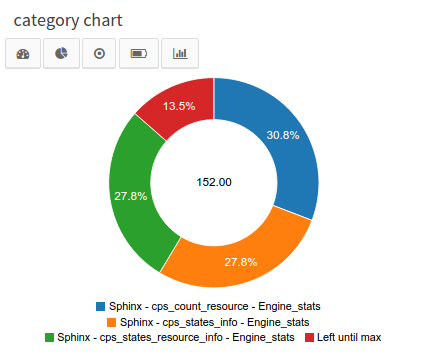 category chart
13.5%
30.8%
152.00
27.8%
27.8%
Sphinx - cps_count_resource - Engine_stats
Sphinx - cps_states_info - Engine_stats
Sphinx - cps_states_resource_info - Engine_stats Left until max